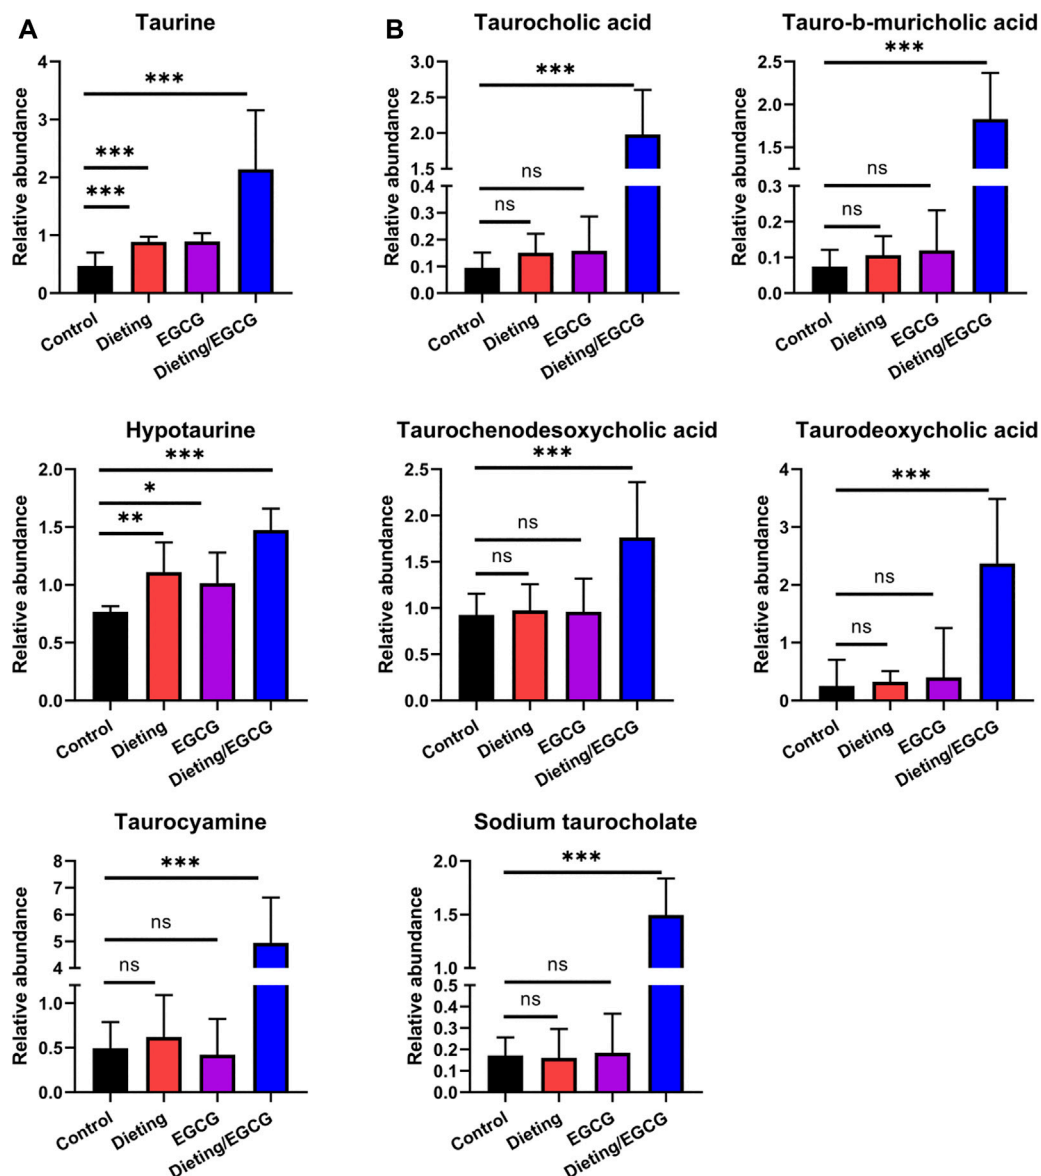 A
Taurine
Relative abundance
4
3
2
1
0
***
***
***
Control
Dieting
EGCG
Dieting/EGCG
B
Taurocholic acid
Relative abundance
3.0
2.5
2.0
1.5
0.4
0.3
0.2
0.1
0.0
***
ns
ns
Control
Dieting
EGCG
Dieting/EGCG
Tauro-b-muricholic acid
Relative abundance
2.5
2.0
1.5
1.0
0.3
0.2
0.1
0.0
***
ns
ns
Control
Dieting
EGCG
Dieting/EGCG
Hypotaurine
Relative abundance
2.0
1.5
1.0
0.5
0.0
***
*
**
Control
Dieting
EGCG
Dieting/EGCG
Taurochenodesoxycholic acid
Relative abundance
2.5
2.0
1.5
1.0
0.5
0.0
***
ns
ns
Control
Dieting
EGCG
Dieting/EGCG
Taurodeoxycholic acid
Relative abundance
4
3
2
1
0
***
ns
ns
Control
Dieting
EGCG
Dieting/EGCG
Taurocyamine
Relative abundance
8
7
6
5
4
1.0
0.5
0.0
***
ns
ns
Control
Dieting
EGCG
Dieting/EGCG
Sodium taurocholate
Relative abundance
2.0
1.5
1.0
0.5
0.4
0.3
0.2
0.1
0.0
***
ns
ns
Control
Dieting
EGCG
Dieting/EGCG